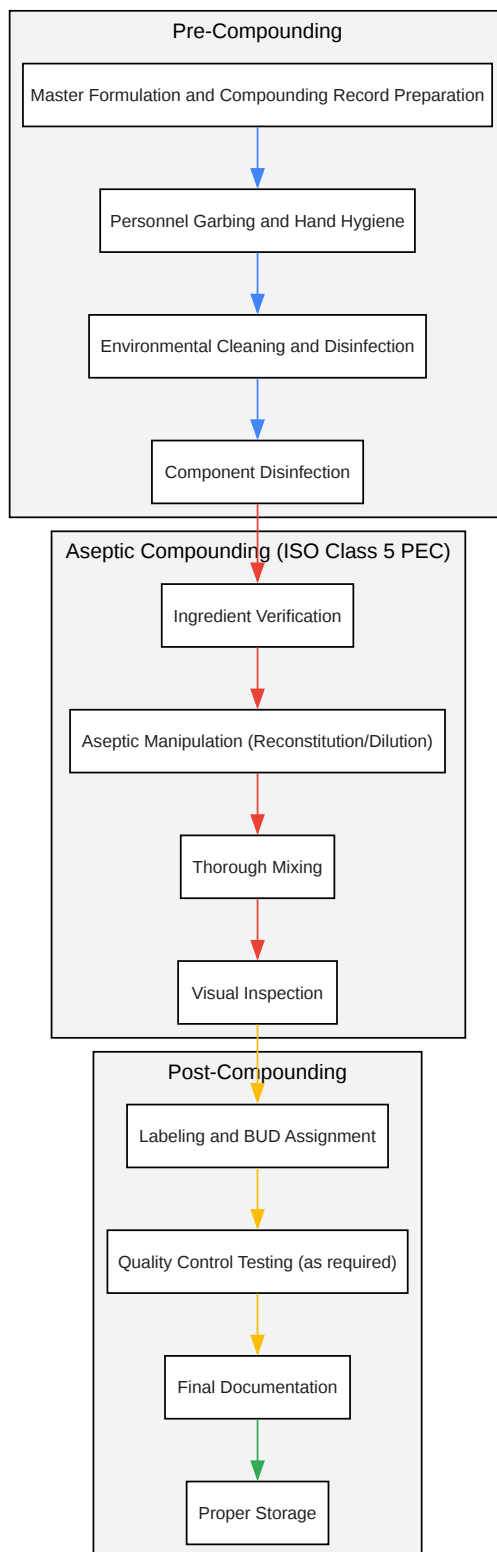 Pre-Compounding
Master Formulation and Compounding Record Preparation
Personnel Garbing and Hand Hygiene
Environmental Cleaning and Disinfection
Component Disinfection
Aseptic Compounding (ISO Class 5 PEC)
Ingredient Verification
Aseptic Manipulation (Reconstitution/Dilution)
Thorough Mixing
Visual Inspection
Post-Compounding
Labeling and BUD Assignment
Quality Control Testing (as required)
Final Documentation
Proper Storage